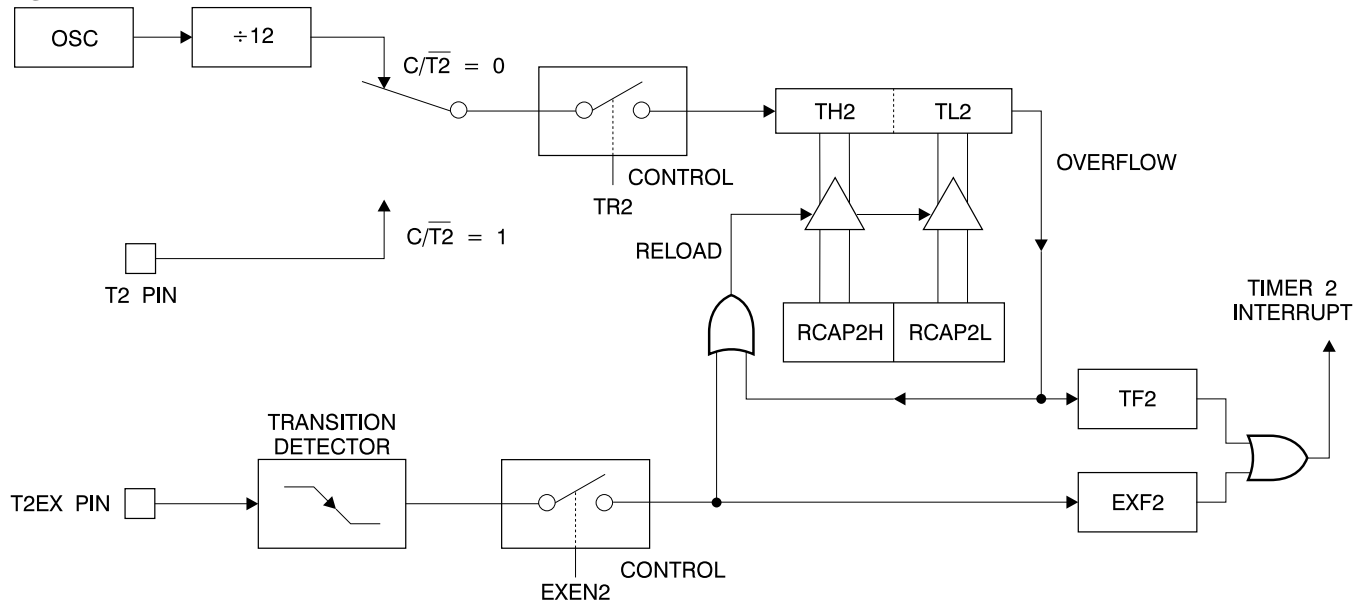 OSC
÷12
C/T2̅ = 0
TH2
TL2
OVERFLOW
CONTROL
TR2
C/T2̅ = 1
RELOAD
T2 PIN
TIMER 2
INTERRUPT
RCAP2H
RCAP2L
TF2
TRANSITION
DETECTOR
T2EX PIN
EXF2
CONTROL
EXEN2